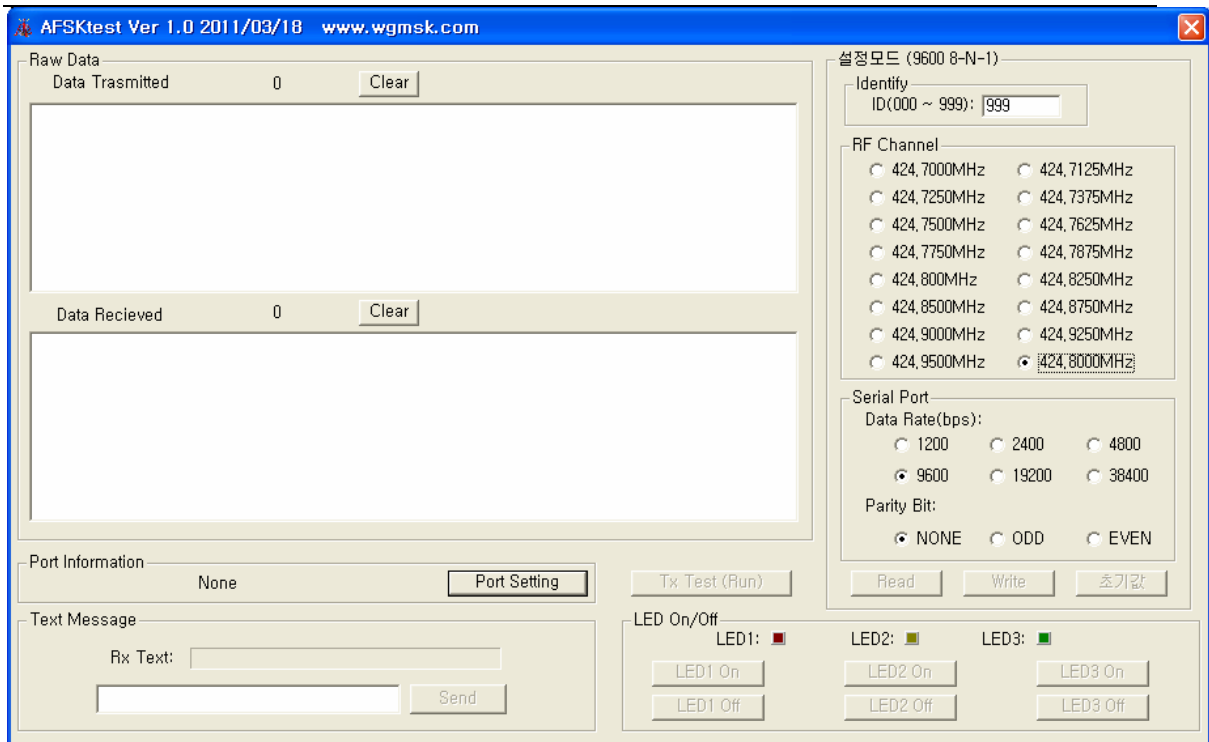 AFSKtest Ver 1.0 2011/03/18 www.wgmsk.com
Raw Data
Data Trasmitted 0 Clear
Data Recieved 0 Clear
Port Information
None Port Setting
Text Message
Rx Text:
Send
Tx Test (Run)
설정모드 (9600 8-N-1)
Identify
ID(000 ~ 999): 999
RF Channel
424,7000MHz 424,7125MHz
424,7250MHz 424,7375MHz
424,7500MHz 424,7625MHz
424,7750MHz 424,7875MHz
424,800MHz 424,8250MHz
424,8500MHz 424,8750MHz
424,9000MHz 424,9250MHz
424,9500MHz 424,8000MHz
Serial Port
Data Rate(bps):
1200 2400 4800
9600 19200 38400
Parity Bit:
NONE ODD EVEN
Read Write 초기값
LED On/Off
LED1: LED2: LED3:
LED1 On LED2 On LED3 On
LED1 Off LED2 Off LED3 Off